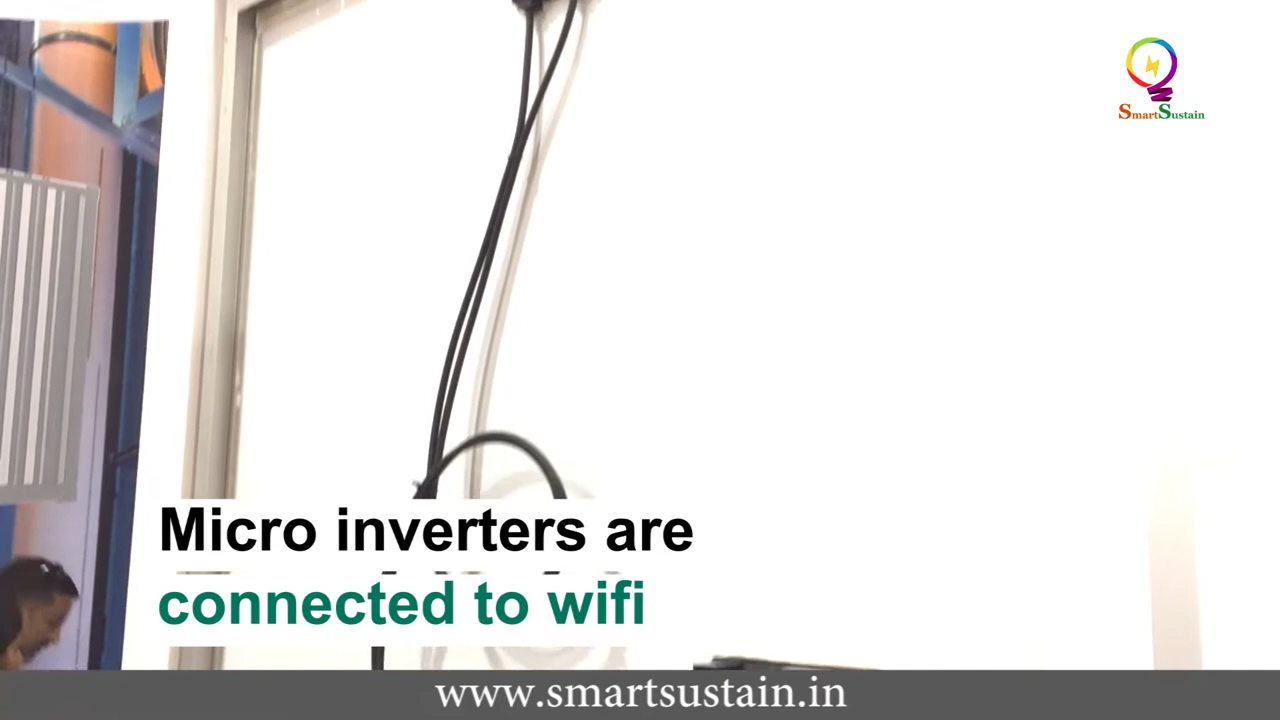 SmartSustain
Micro inverters are
connected to wifi
www.smartsustain.in